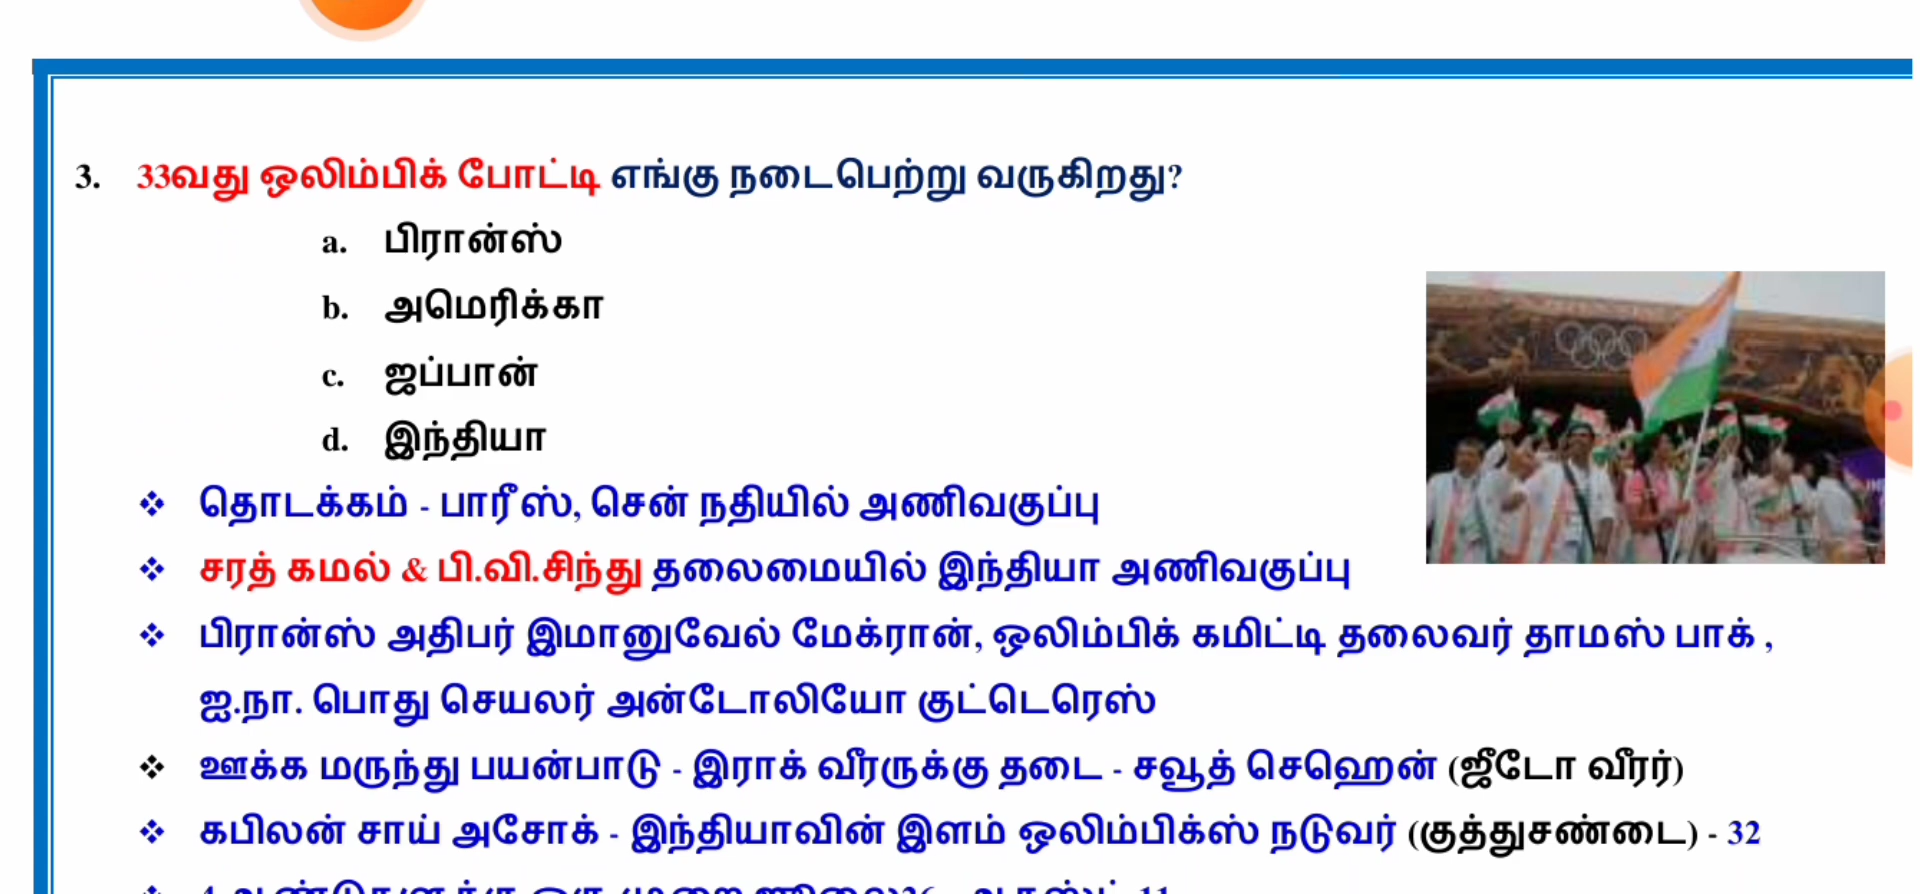 3. 33வது ஒலிம்பிக் போட்டி எங்கு நடைபெற்று வருகிறது?
a. பிரான்ஸ்
b. அமெரிக்கா
c. ஜப்பான்
d. இந்தியா
❖ தொடக்கம் - பாரீஸ், சென் நதியில் அணிவகுப்பு
❖ சரத் கமல் & பி.வி.சிந்து தலைமையில் இந்தியா அணிவகுப்பு
❖ பிரான்ஸ் அதிபர் இமானுவேல் மேக்ரான், ஒலிம்பிக் கமிட்டி தலைவர் தாமஸ் பாக் ,
ஐ.நா. பொது செயலர் அன்டோலியோ குட்டெரெஸ்
❖ ஊக்க மருந்து பயன்பாடு - இராக் வீரருக்கு தடை - சவூத் செஹென் (ஜீடோ வீரர்)
❖ கபிலன் சாய் அசோக் - இந்தியாவின் இளம் ஒலிம்பிக்ஸ் நடுவர் (குத்துசண்டை) - 32